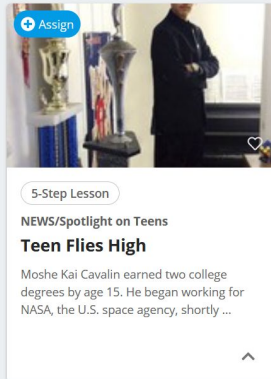 Assign
5-Step Lesson
NEWS/Spotlight on Teens
Teen Flies High
Moshe Kai Cavalin earned two college
degrees by age 15. He began working for
NASA, the U.S. space agency, shortly ...